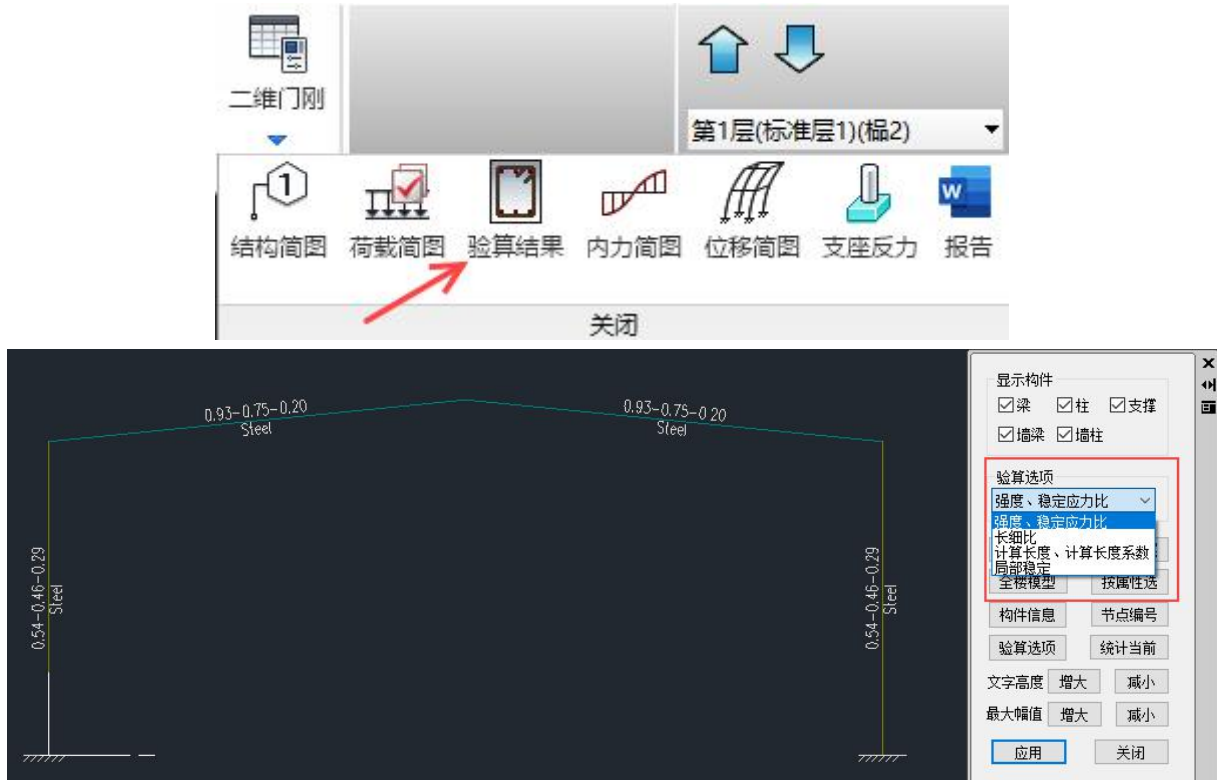 二维门刚
第1层(标准层1)(榀2)
1
W
结构简图 荷载简图 验算结果 内力简图 位移简图 支座反力 报告
关闭
显示构件
梁 柱 支撑
墙梁 墙柱
验算选项
强度、稳定应力比
强度、稳定应力比
长细比
计算长度、计算长度系数
局部稳定
全楼模型 按属性选
构件信息 节点编号
验算选项 统计当前
文字高度 增大 减小
最大幅值 增大 减小
应用 关闭
0.93-0.75-0.20
Steel
0.93-0.75-0 20
Steel
0.54-0.46-0.29
Steel
0.54-0.46-0.29
Steel